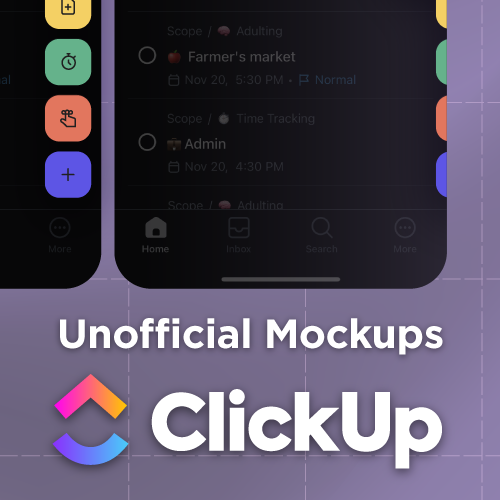 al
More
Scope / Adulting
Farmer's market
Nov 20, 5:30 PM • Normal
Scope / Time Tracking
Admin
Nov 20, 4:30 PM
Scope / Adulting
Home
Inbox
Search
More
Unofficial Mockups
ClickUp